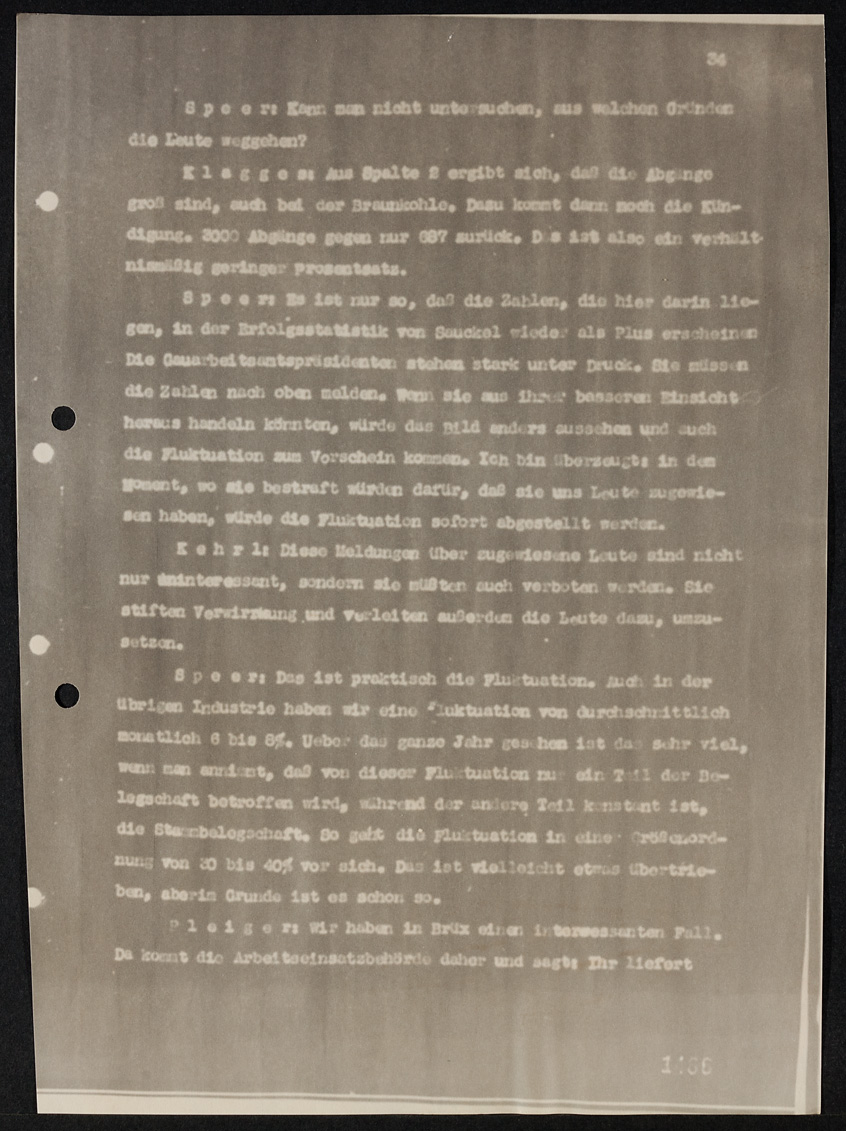 34
S p e e r: Kann man nicht untersuchen, aus welchen Gründen
die Leute weggehen?
K l a g g e s: Aus Spalte 2 ergibt sich, daß die Abgänge
groß sind, auch bei der Braunkohle. Dazu kommt dann noch die Kün-
digung. 3000 Abgänge gegen nur 687 zurück. Das ist also ein verhält-
nismäßig geringer Prozentsatz.
S p e e r: Es ist nur so, daß die Zahlen, die hier darin lie-
gen, in der Erfolgsstatistik von Sauckel wieder als Plus erscheinen
Die Gauarbeitsamtspräsidenten stehen stark unter Druck. Sie müssen
die Zahlen nach oben melden. Wenn sie aus ihrer besseren Einsicht
heraus handeln könnten, würde das Bild anders aussehen und auch
die Fluktuation zum Vorschein kommen. Ich bin überzeugt: in dem
Moment, wo sie bestraft würden dafür, daß sie uns Leute zugewie-
sen haben, würde die Fluktuation sofort abgestellt werden.
K e h r l: Diese Meldungen über zugewiesene Leute sind nicht
nur uninteressant, sondern sie müßten auch verboten werden. Sie
stiften Verwirrung und verleiten außerdem die Leute dazu, umzu-
setzen.
S p e e r: Das ist praktisch die Fluktuation. Auch in der
übrigen Industrie haben wir eine Fluktuation von durchschnittlich
monatlich 6 bis 8%. Ueber das ganze Jahr gesehen ist das sehr viel,
wenn man annimmt, daß von dieser Fluktuation nur ein Teil der Be-
legschaft betroffen wird, während der andere Teil konstant ist,
die Stammbelegschaft. So geht die Fluktuation in einer Größenord-
nung von 30 bis 40% vor sich. Das ist vielleicht etwas übertrie-
ben, aberim Grunde ist es schon so.
P l e i g e r: Wir haben in Brüx einen interessanten Fall.
Da kommt die Arbeitseinsatzbehörde daher und sagt: Ihr liefert